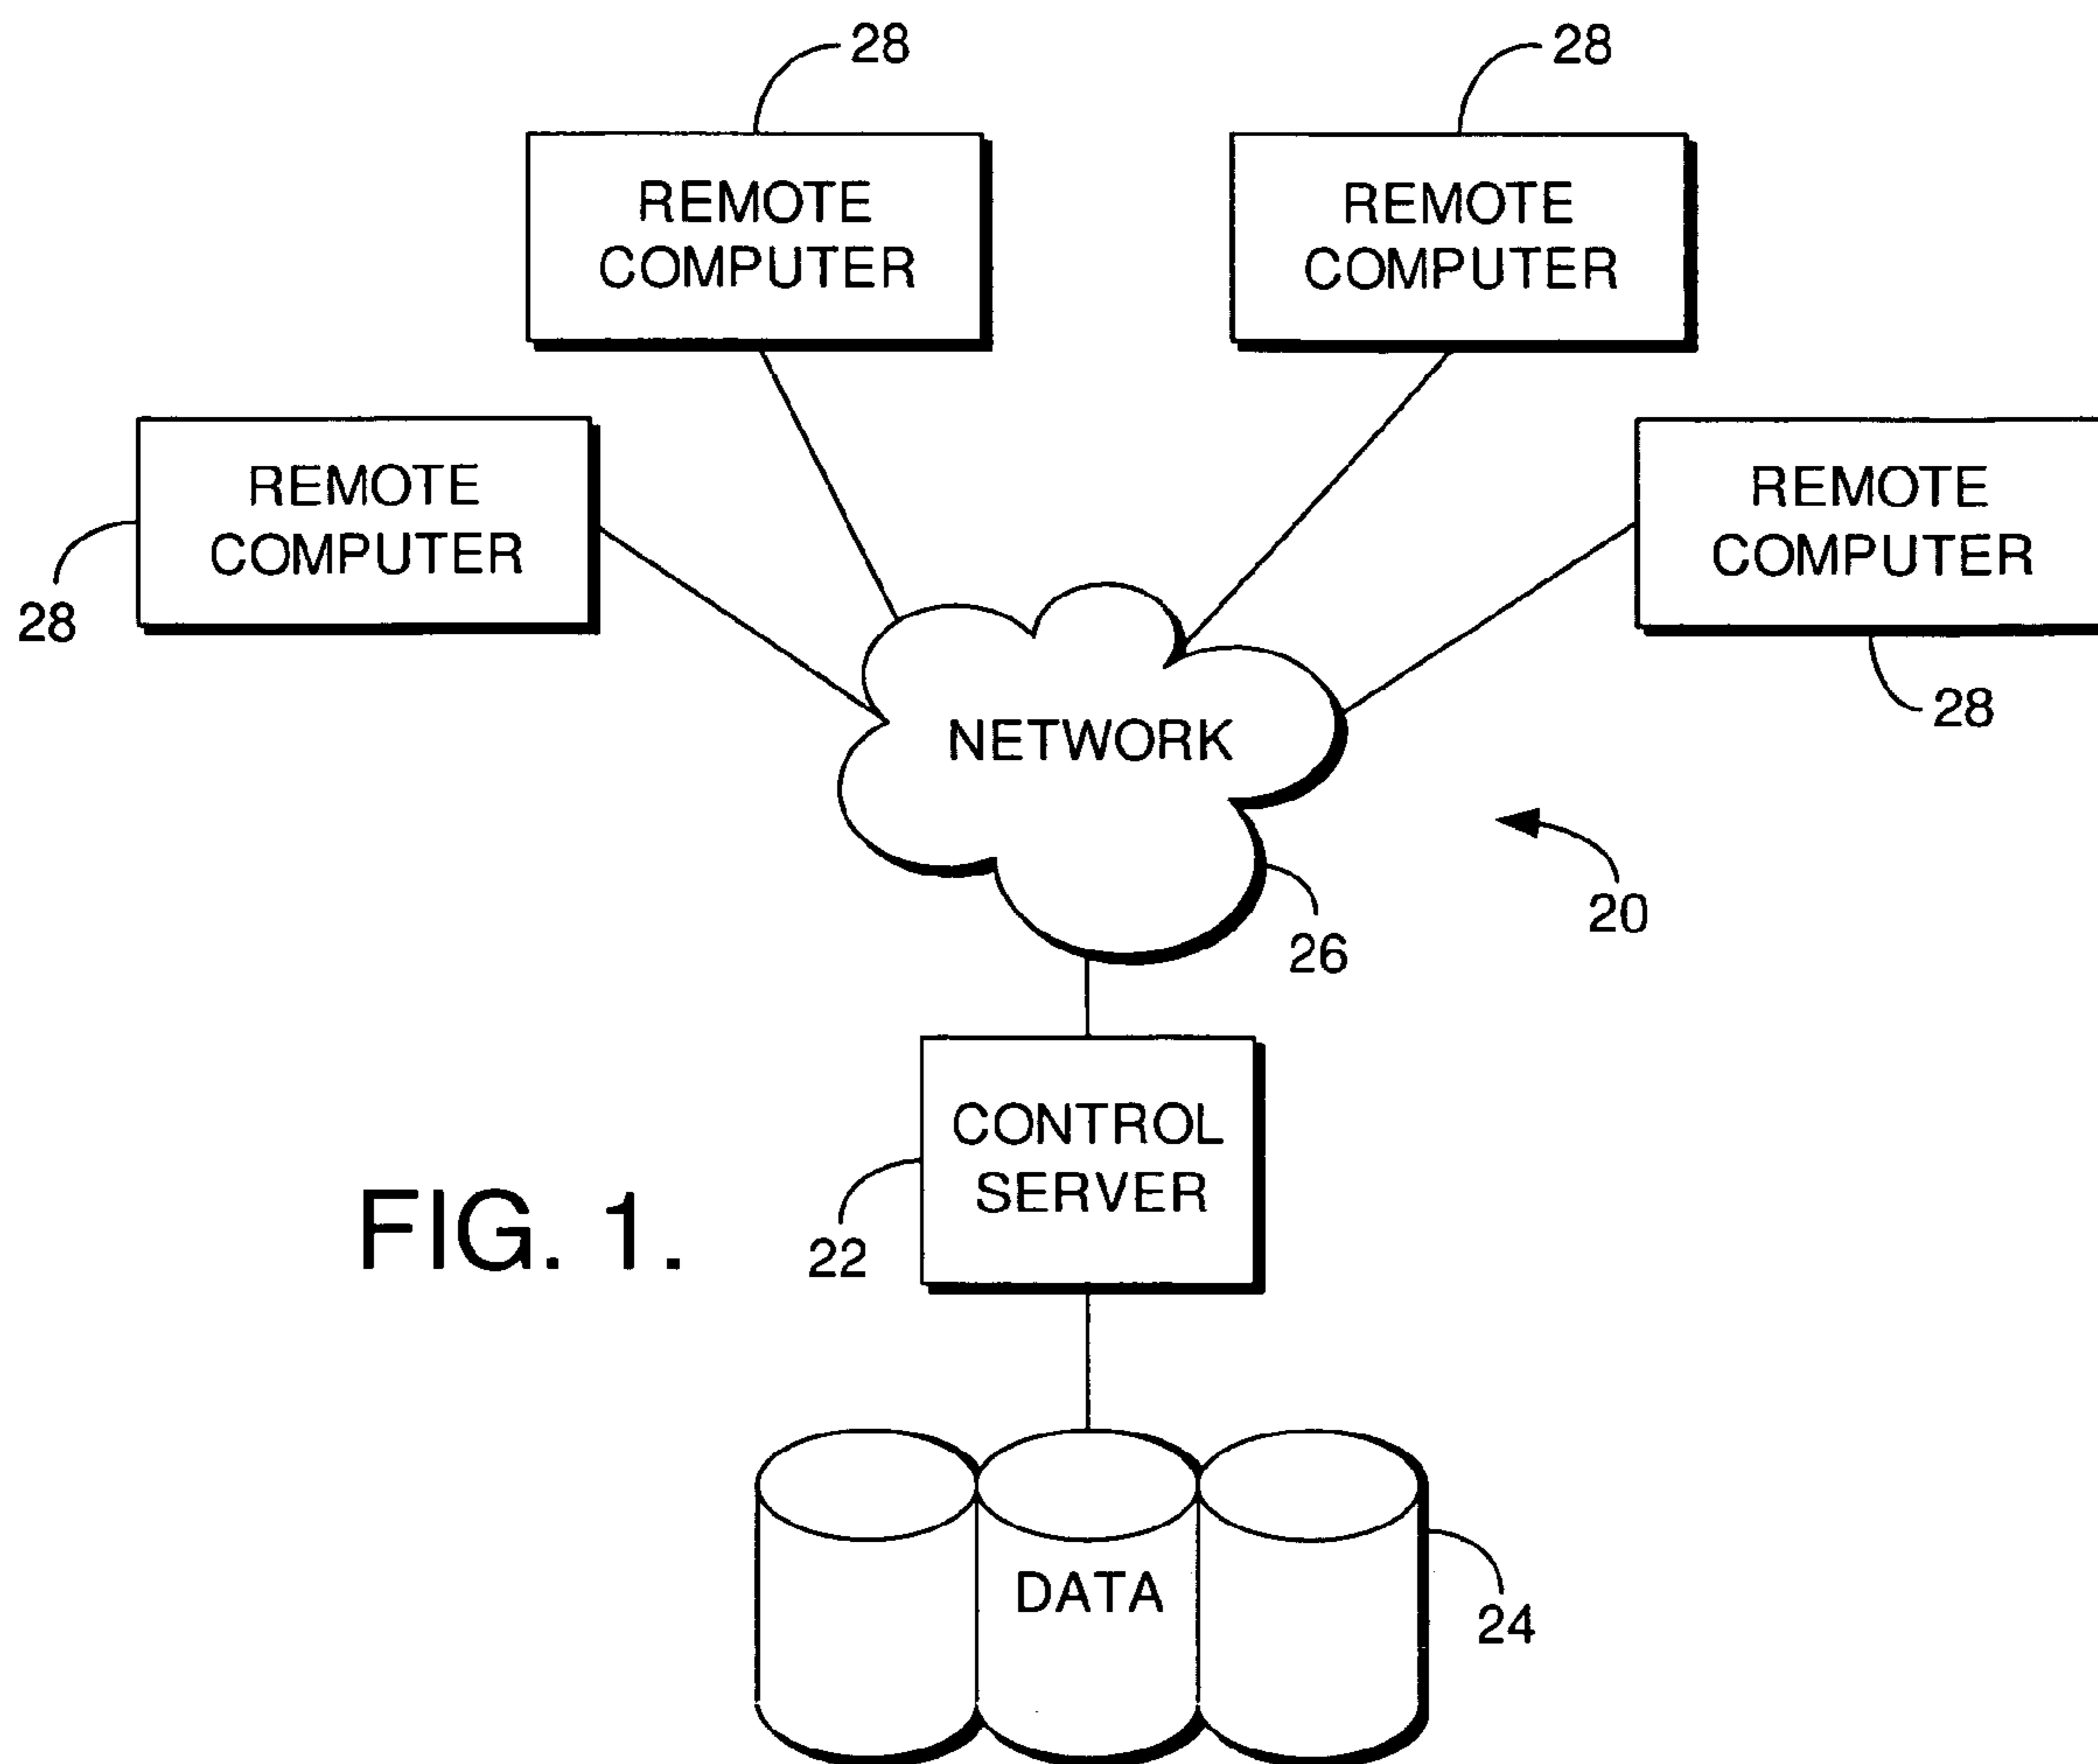 28
28
REMOTE
COMPUTER
REMOTE
COMPUTER
REMOTE
COMPUTER
28
REMOTE
COMPUTER
28
NETWORK
20
26
CONTROL
SERVER
22
FIG. 1.
DATA
24